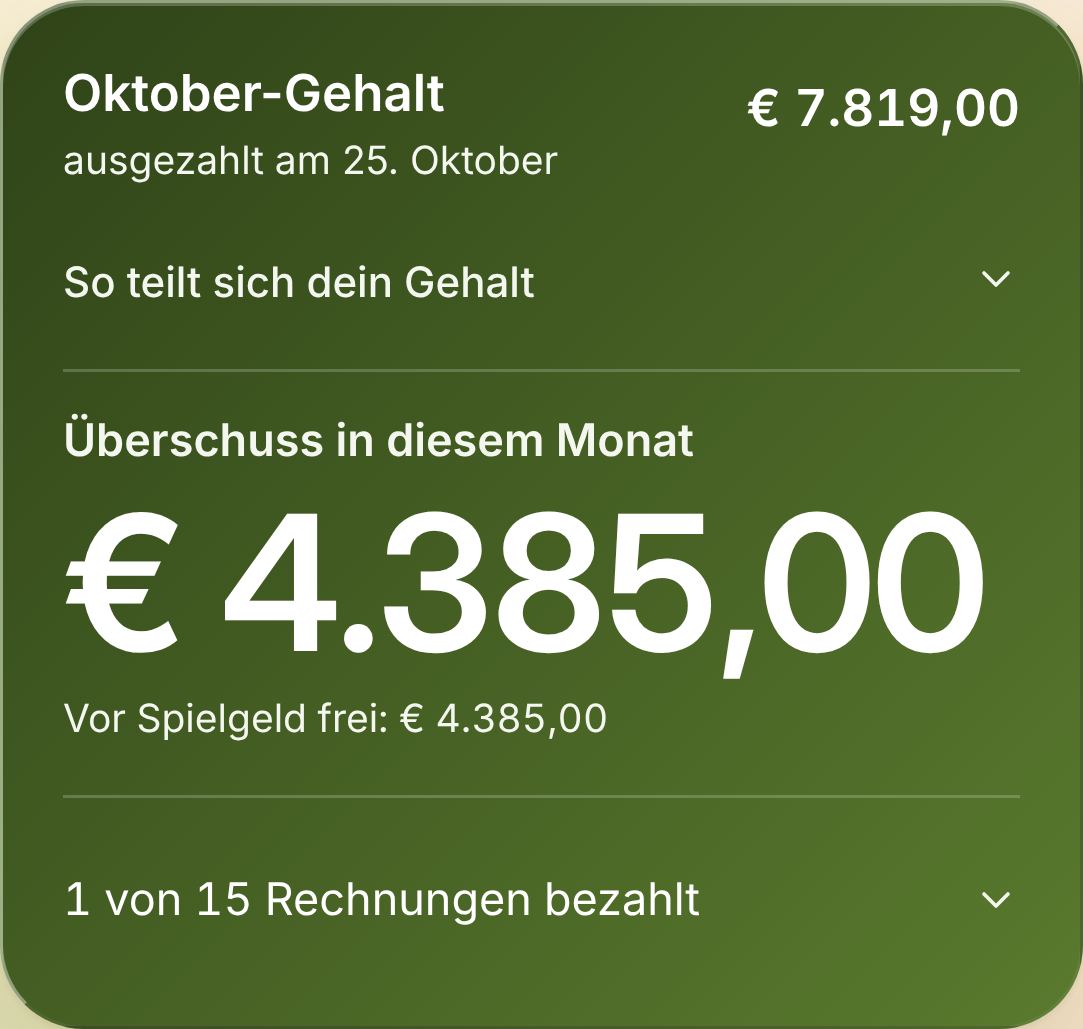 Oktober-Gehalt
€ 7.819,00
ausgezahlt am 25. Oktober
So teilt sich dein Gehalt
Überschuss in diesem Monat
€ 4.385,00
Vor Spielgeld frei: € 4.385,00
1 von 15 Rechnungen bezahlt